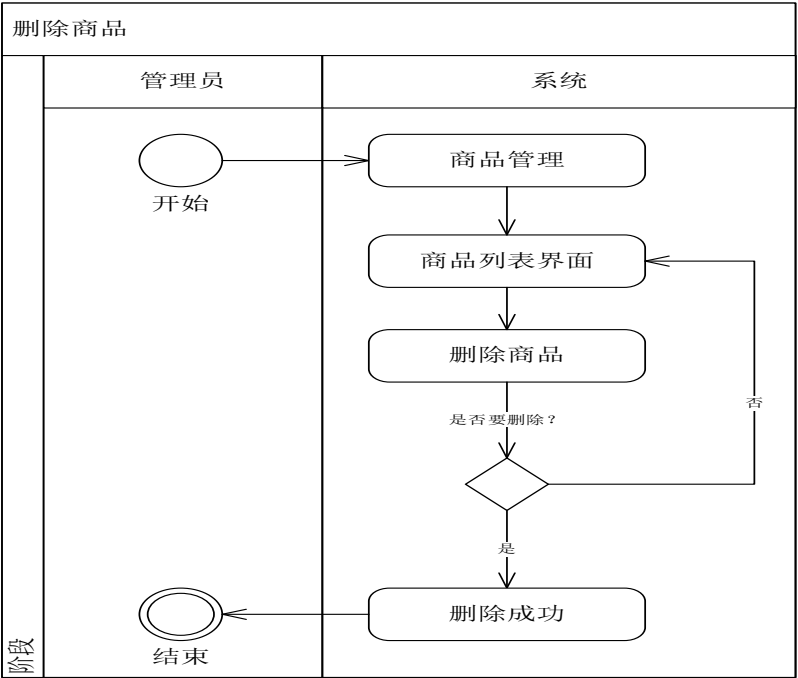 删除商品
管理员
系统
商品管理
开始
商品列表界面
删除商品
否
是否要删除？
是
删除成功
结束
阶段